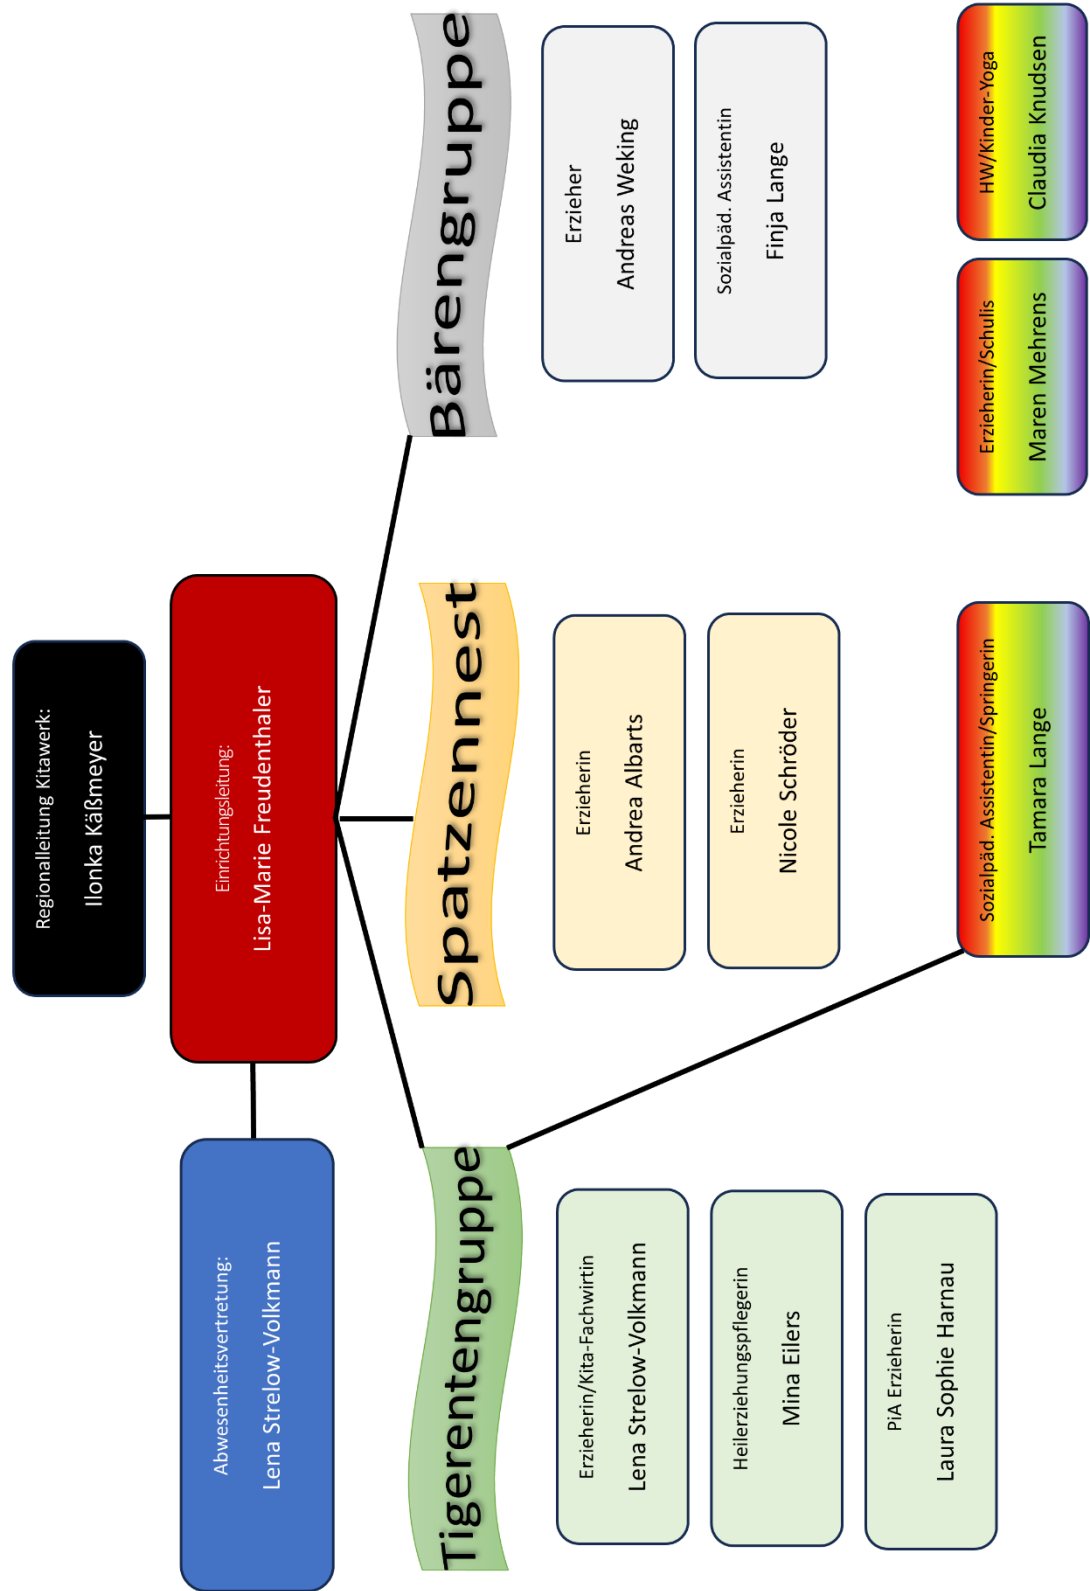 Regionalleitung Kitawerk:
Ilonka Käßmeyer
Abwesenheitsvertretung:
Lena Strelow-Volkmann
Einrichtungsleitung:
Lisa-Marie Freudenthaler
Tigerentengruppe
Spatzennest
Bärengruppe
Erzieherin/Kita-Fachwirtin
Lena Strelow-Volkmann
Heilerziehungspflegerin
Mina Eilers
PiA Erzieherin
Laura Sophie Harnau
Erzieherin
Andrea Albarts
Erzieherin
Nicole Schröder
Erzieher
Andreas Weking
Sozialpäd. Assistentin
Finja Lange
Sozialpäd. Assistentin/Springerin
Tamara Lange
Erzieherin/Schulis
Maren Mehrens
HW/Kinder-Yoga
Claudia Knudsen